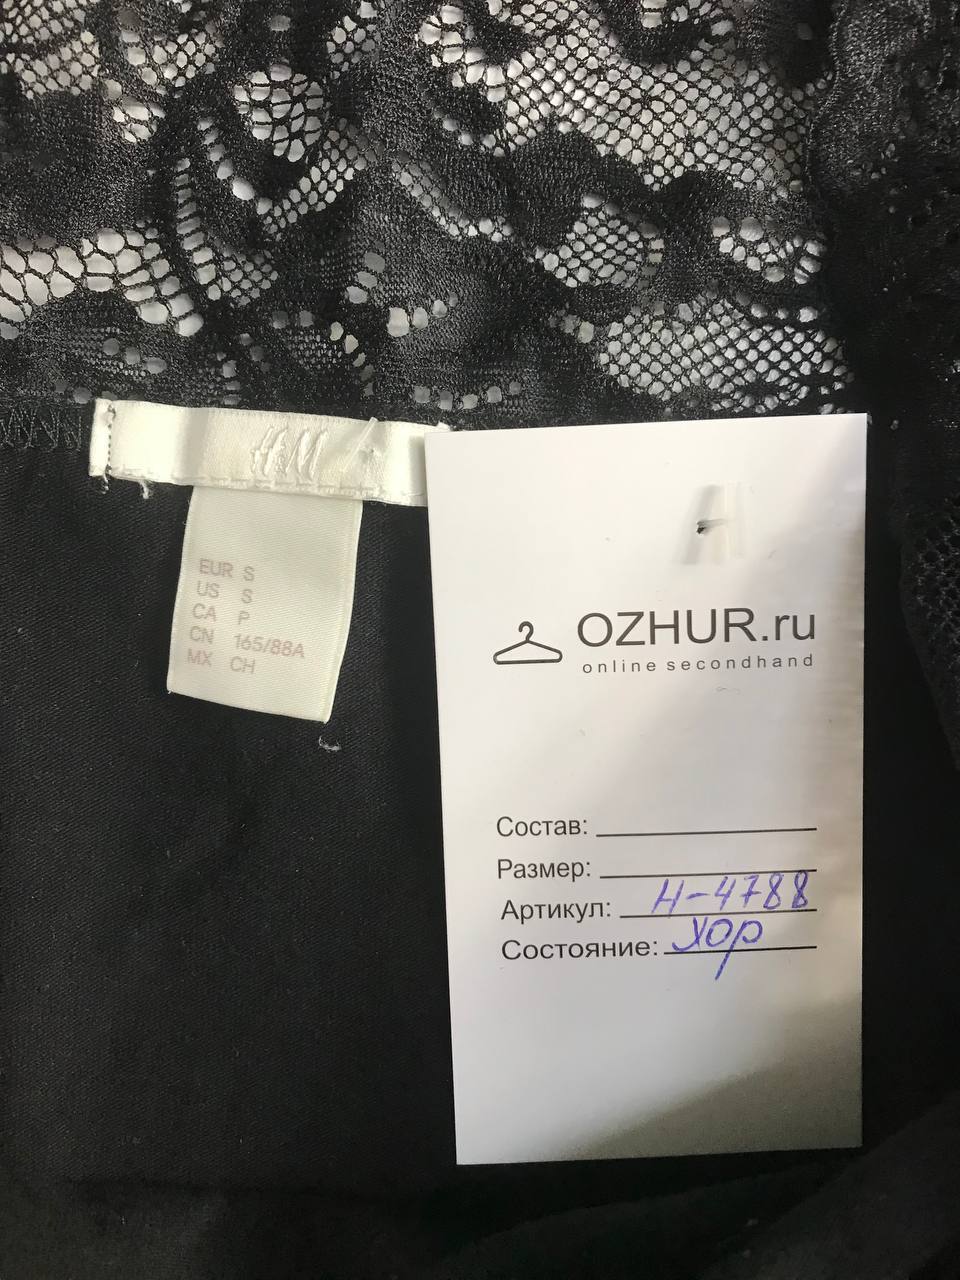 H&M
EUR S
US S
CA P
CN 165/88A
MX CH
OZHUR.ru
online secondhand
Состав:
Размер:
Артикул: Н-4788
Состояние: хор